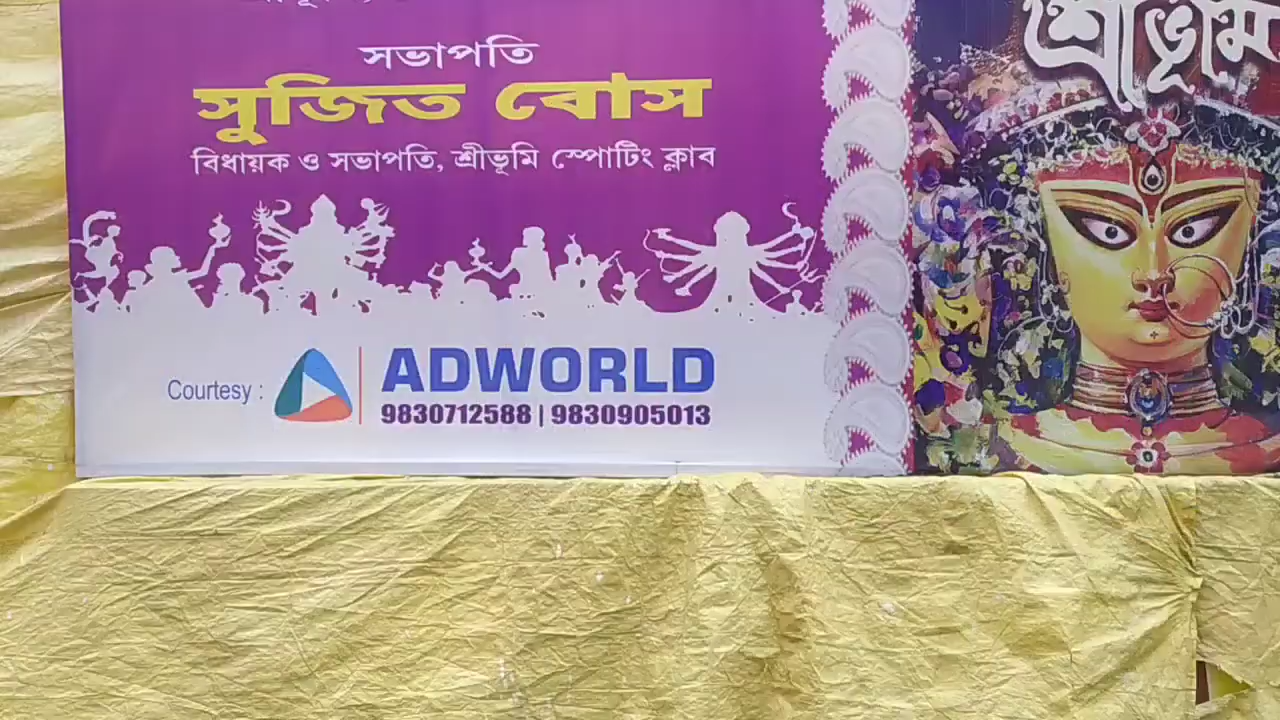 সভাপতি
সুজিত বোস
বিধায়ক ও সভাপতি, শ্রীভূমি স্পোটিং ক্লাব
Courtesy :
ADWORLD
9830712588 | 9830905013
শ্রীভূমি